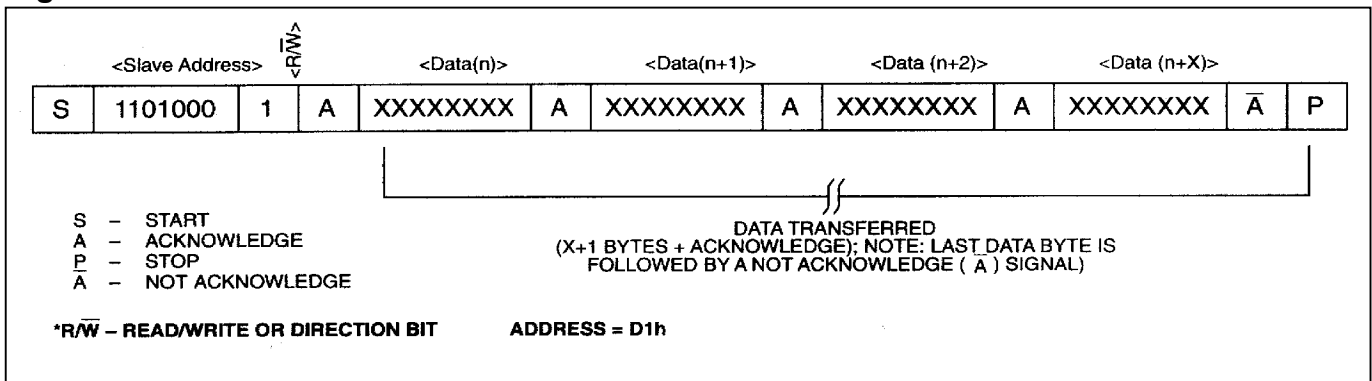 <Slave Address> <R/W̅> <Data(n)> <Data(n+1)> <Data (n+2)> <Data (n+X)>
S 1101000 1 A XXXXXXXX A XXXXXXXX A XXXXXXXX A XXXXXXXX A̅ P
S – START
A – ACKNOWLEDGE
P – STOP
A̅ – NOT ACKNOWLEDGE
DATA TRANSFERRED
(X+1 BYTES + ACKNOWLEDGE); NOTE: LAST DATA BYTE IS
FOLLOWED BY A NOT ACKNOWLEDGE ( A̅ ) SIGNAL)
*R/W̅ – READ/WRITE OR DIRECTION BIT ADDRESS = D1h